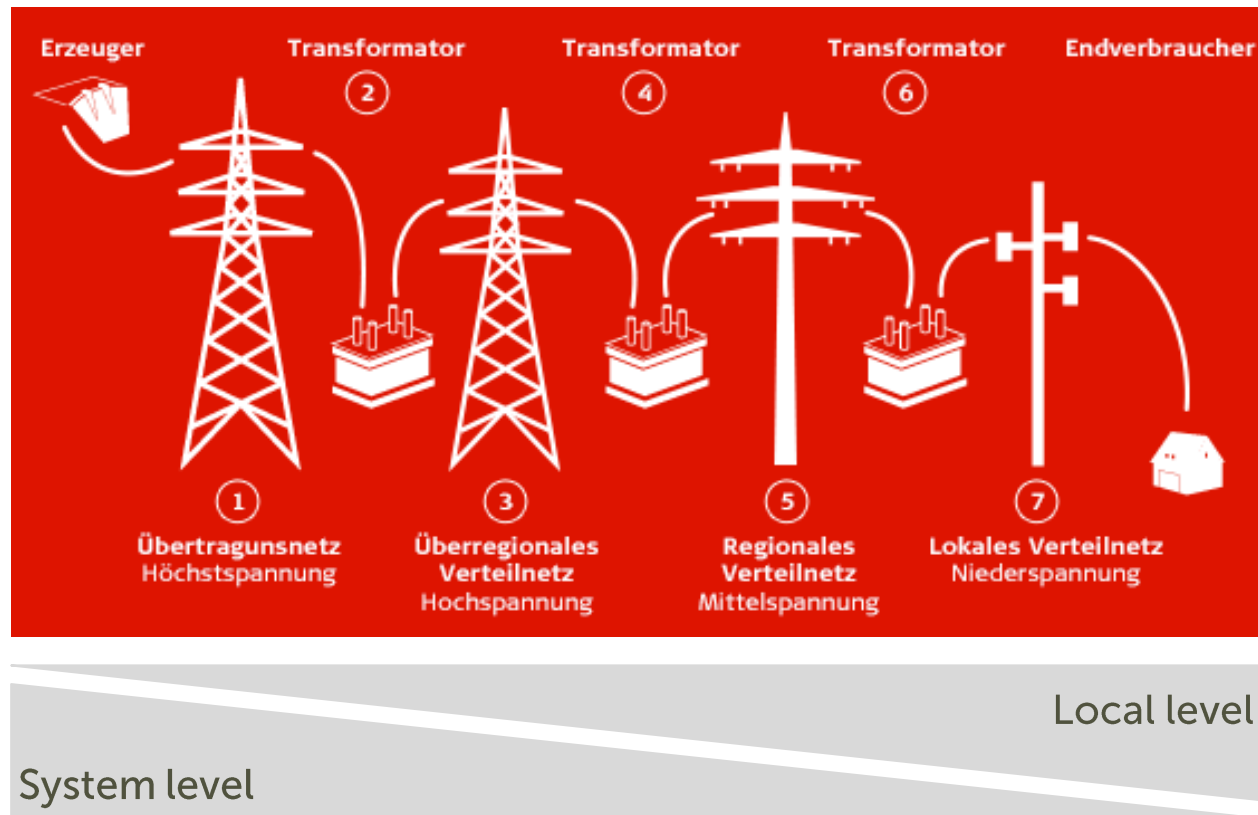 Erzeuger
Transformator
Transformator
Transformator
Endverbraucher
2
4
6
1
3
5
7
Übertragunsnetz
Höchstspannung
Überregionales
Verteilnetz
Hochspannung
Regionales
Verteilnetz
Mittelspannung
Lokales Verteilnetz
Niederspannung
Local level
System level